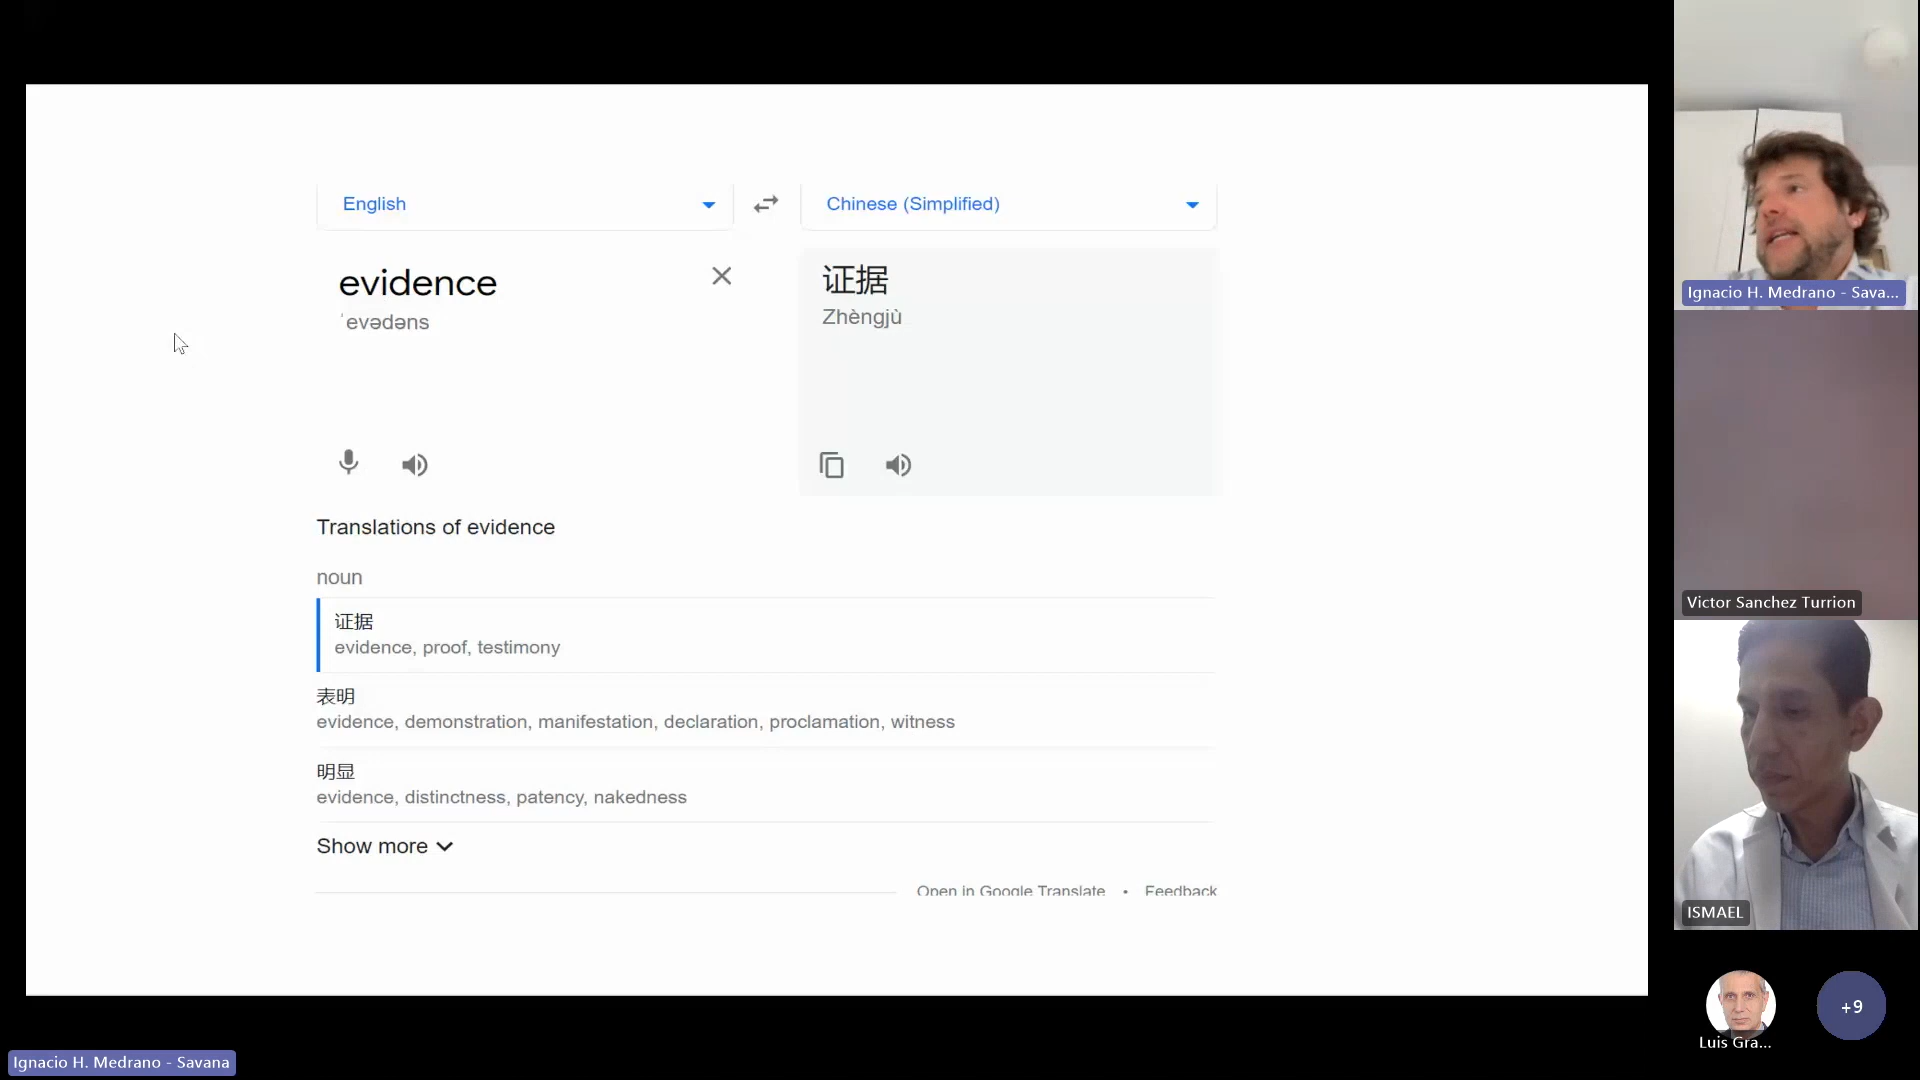 English
Chinese (Simplified)
evidence
ˈevədəns
证据
Zhèngjù
Translations of evidence
noun
证据
evidence, proof, testimony
表明
evidence, demonstration, manifestation, declaration, proclamation, witness
明显
evidence, distinctness, patency, nakedness
Show more
Open in Google Translate • Feedback
Ignacio H. Medrano - Sava...
Victor Sanchez Turrion
ISMAEL
Luis Gra...
+9
Ignacio H. Medrano - Savana